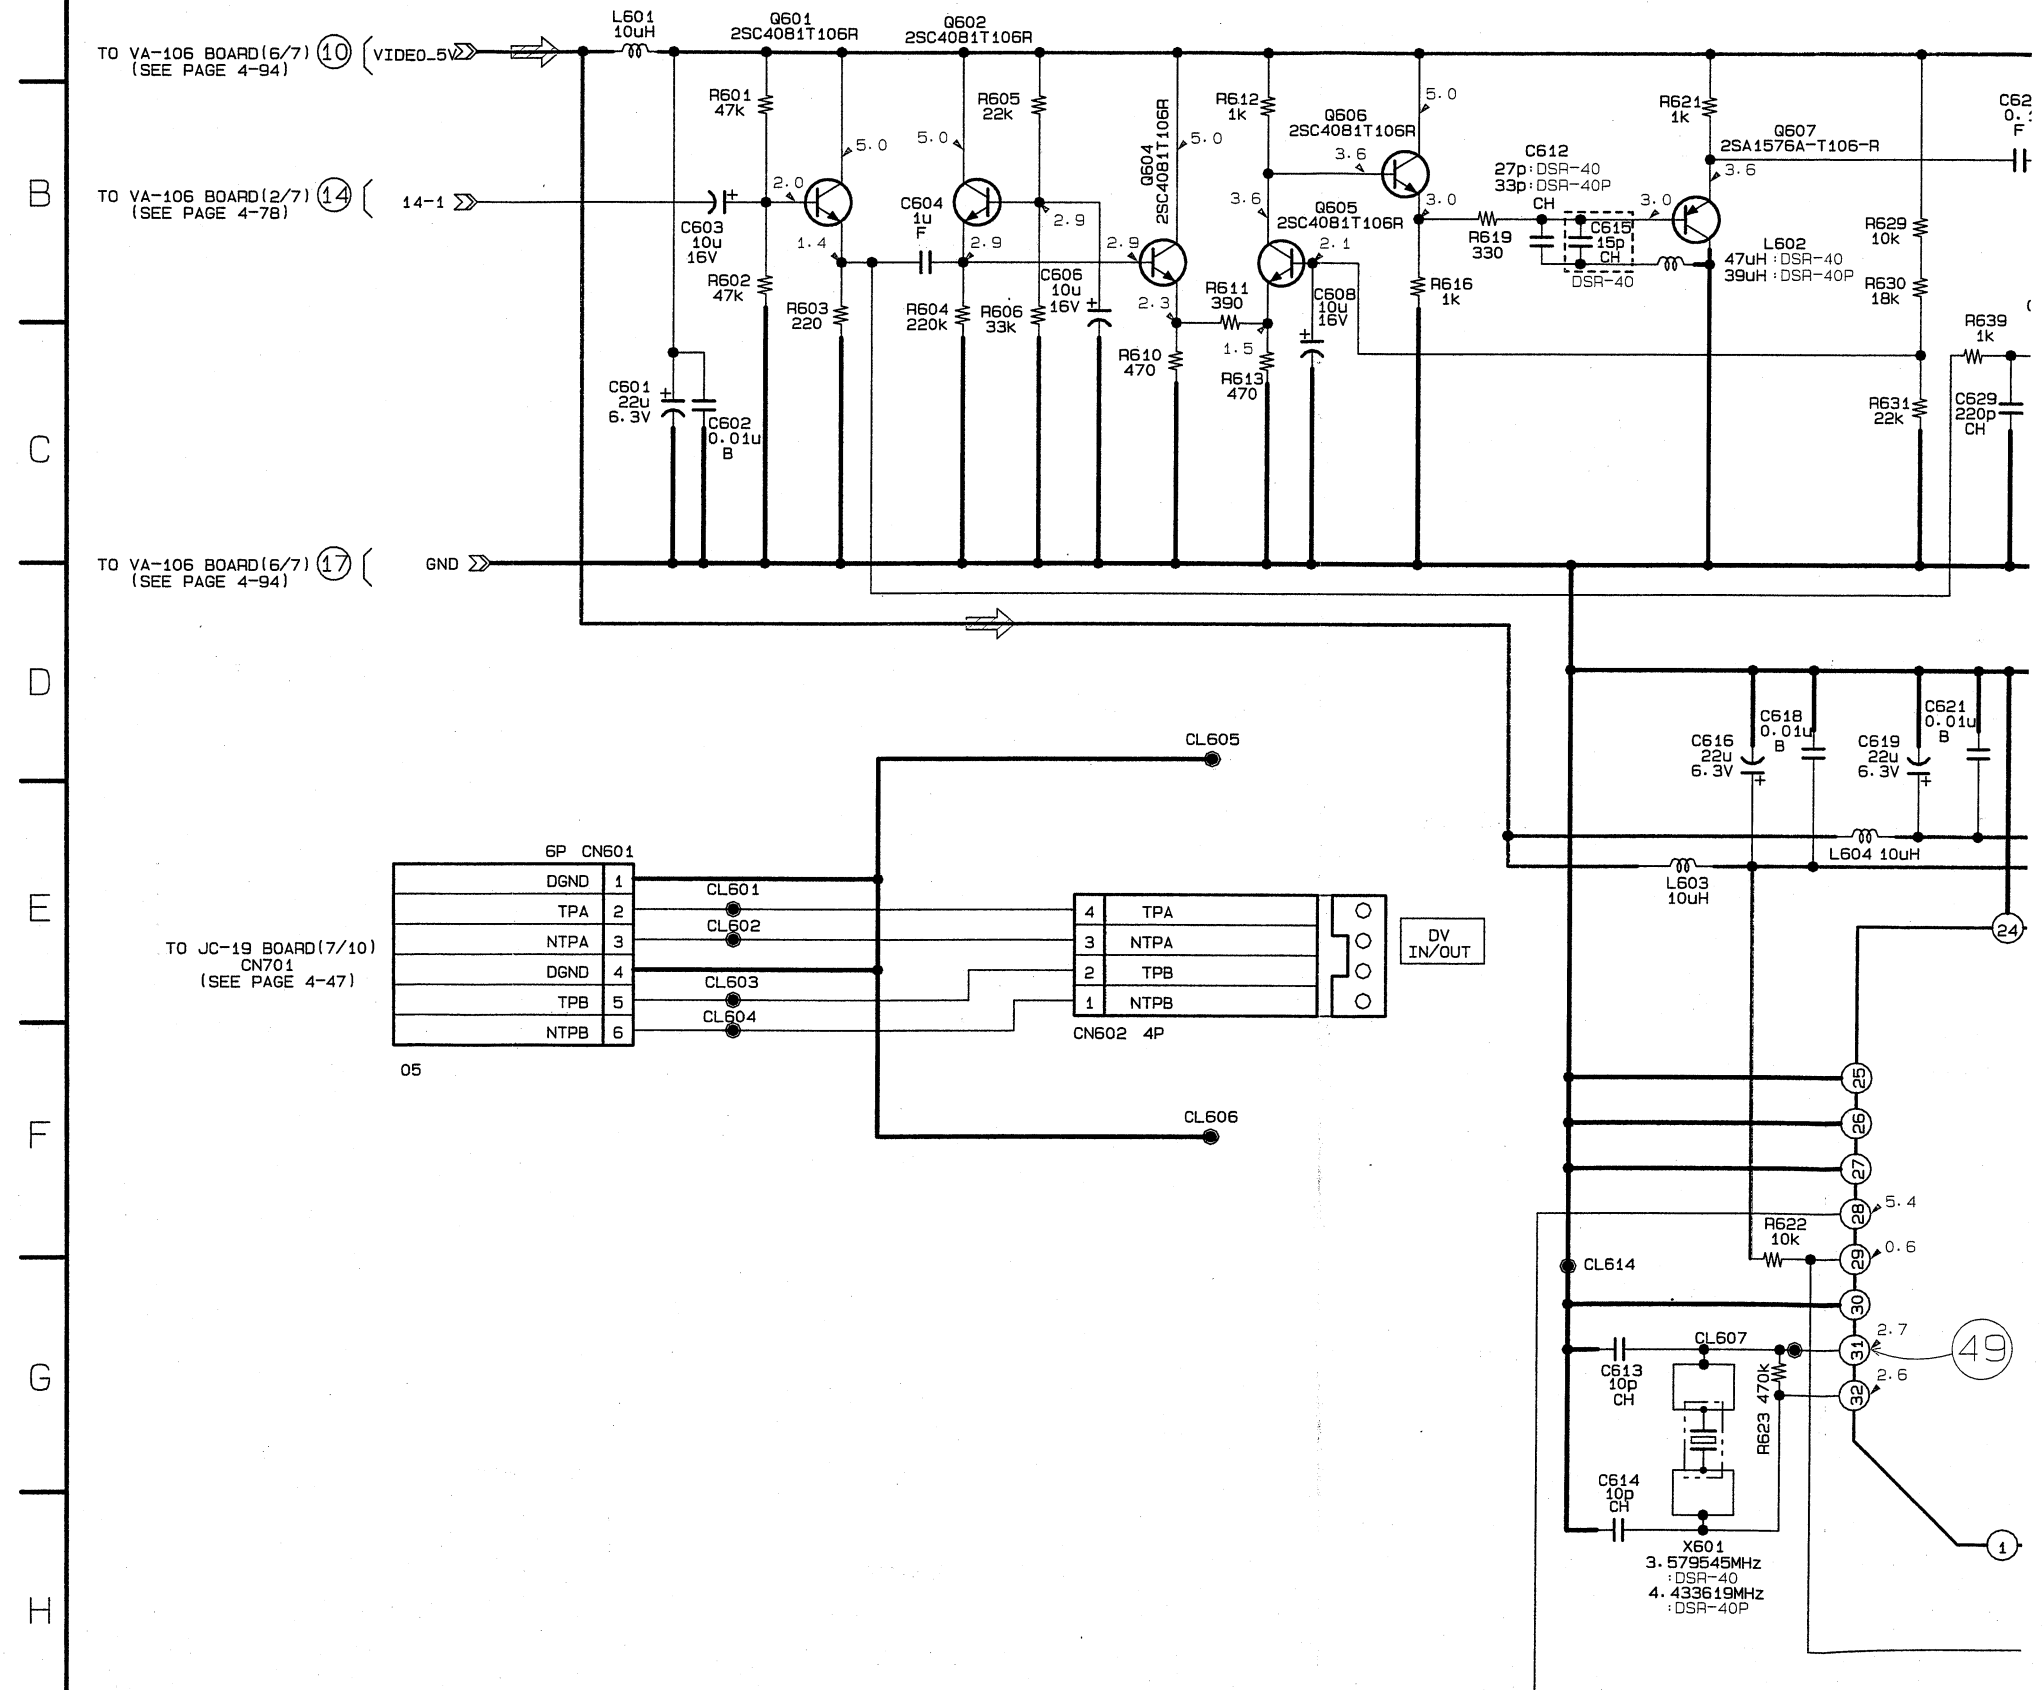 TO VA-106 BOARD(6/7) 10 VIDEO_5V
(SEE PAGE 4-94)
L601
10uH
Q601
2SC4081T106R
Q602
2SC4081T106R
R601
47k
5.0
5.0
R605
22k
Q604
2SC4081T106R
5.0
R612
1k
Q606
2SC4081T106R
5.0
3.6
C612
27p:DSR-40
33p:DSR-40P
CH
R621
1k
Q607
2SA1576A-T106-R
3.6
F
B
TO VA-106 BOARD(2/7) 14 14-1
(SEE PAGE 4-78)
C603
10u
16V
2.0
1.4
C604
1u
F
2.9
2.9
2.9
3.6
Q605
2SC4081T106R
2.1
3.0
R619
330
C615
15p
CH
DSR-40
3.0
L602
47uH:DSR-40
39uH:DSR-40P
R629
10k
R602
47k
R603
220
R604
220k
R606
33k
C606
10u
16V
2.3
R611
390
C608
10u
16V
R616
1k
R630
18k
R639
1k
R610
470
1.5
R613
470
C601
22u
6.3V
C602
0.01u
B
R631
22k
C629
220p
CH
C
TO VA-106 BOARD(6/7) 17 GND
(SEE PAGE 4-94)
D
CL605
C616
22u
6.3V
C618
0.01u
B
C619
22u
6.3V
C621
0.01u
B
L604 10uH
L603
10uH
E
6P CN601
DGND 1
TPA 2
NTPA 3
DGND 4
TPB 5
NTPB 6
05
TO JC-19 BOARD(7/10)
CN701
(SEE PAGE 4-47)
CL601
CL602
CL603
CL604
4 TPA
3 NTPA
2 TPB
1 NTPB
CN602 4P
DV
IN/OUT
24
25
F
CL606
26
27
28 5.4
R622
10k
29 0.6
CL614
30
G
CL607
31 2.7
49
C613
10p
CH
R623 470k
32 2.6
C614
10p
CH
X601
3.579545MHz
:DSR-40
4.433619MHz
:DSR-40P
1
H